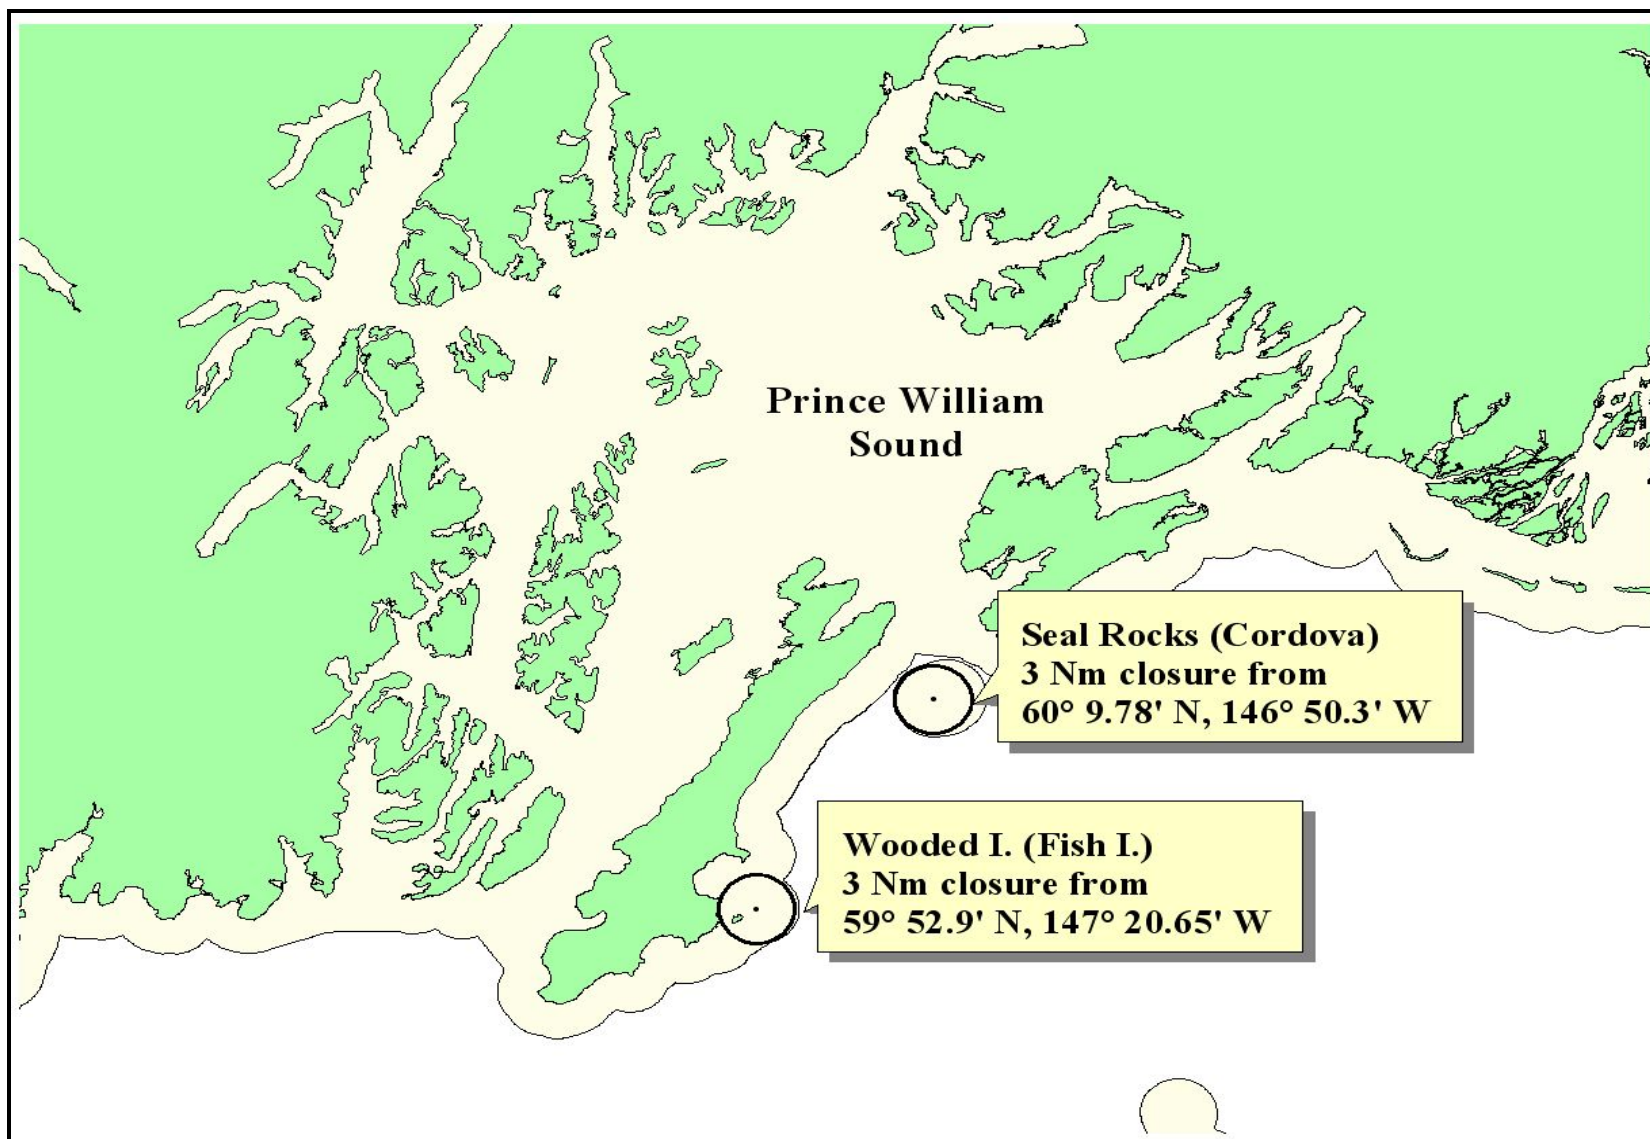 Prince William
Sound
Seal Rocks (Cordova)
3 Nm closure from
60° 9.78' N, 146° 50.3' W
Wooded I. (Fish I.)
3 Nm closure from
59° 52.9' N, 147° 20.65' W